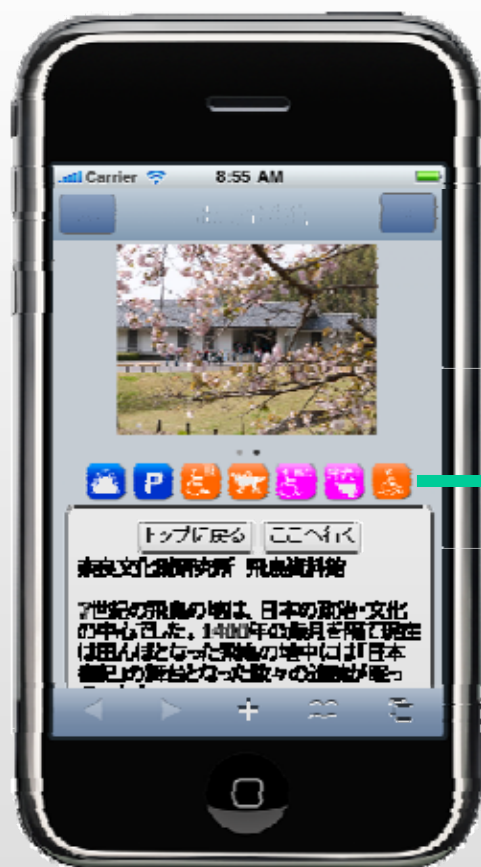 Carrier 8:55 AM
P
トップに戻る ここへ行く
奈良文化財研究所 飛鳥資料館
7世紀の飛鳥の地は、日本の政治・文化
の中心でした。1400年の歳月を隔て現在
は田んぼとなった飛鳥の地中には「日本
書紀」の舞台となった数々の遺跡が眠っ